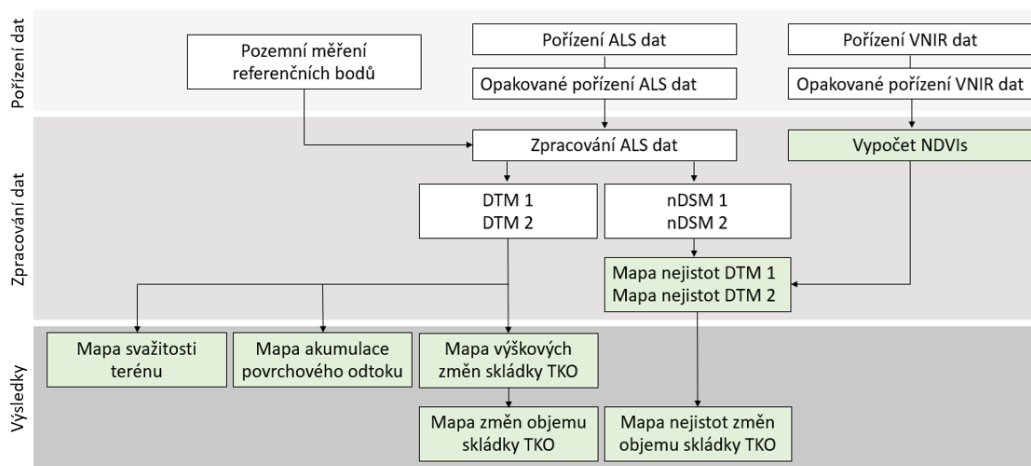 Pořízení dat
Pozemní měření
referenčních bodů
Pořízení ALS dat
Pořízení VNIR dat
Opakované pořízení ALS dat
Opakované pořízení VNIR dat
Zpracování dat
Zpracování ALS dat
Vypočet NDVIs
DTM 1
DTM 2
nDSM 1
nDSM 2
Mapa nejistot DTM 1
Mapa nejistot DTM 2
Výsledky
Mapa svažitosti
terénu
Mapa akumulace
povrchového odtoku
Mapa výškových
změn skládky TKO
Mapa změn objemu
skládky TKO
Mapa nejistot změn
objemu skládky TKO